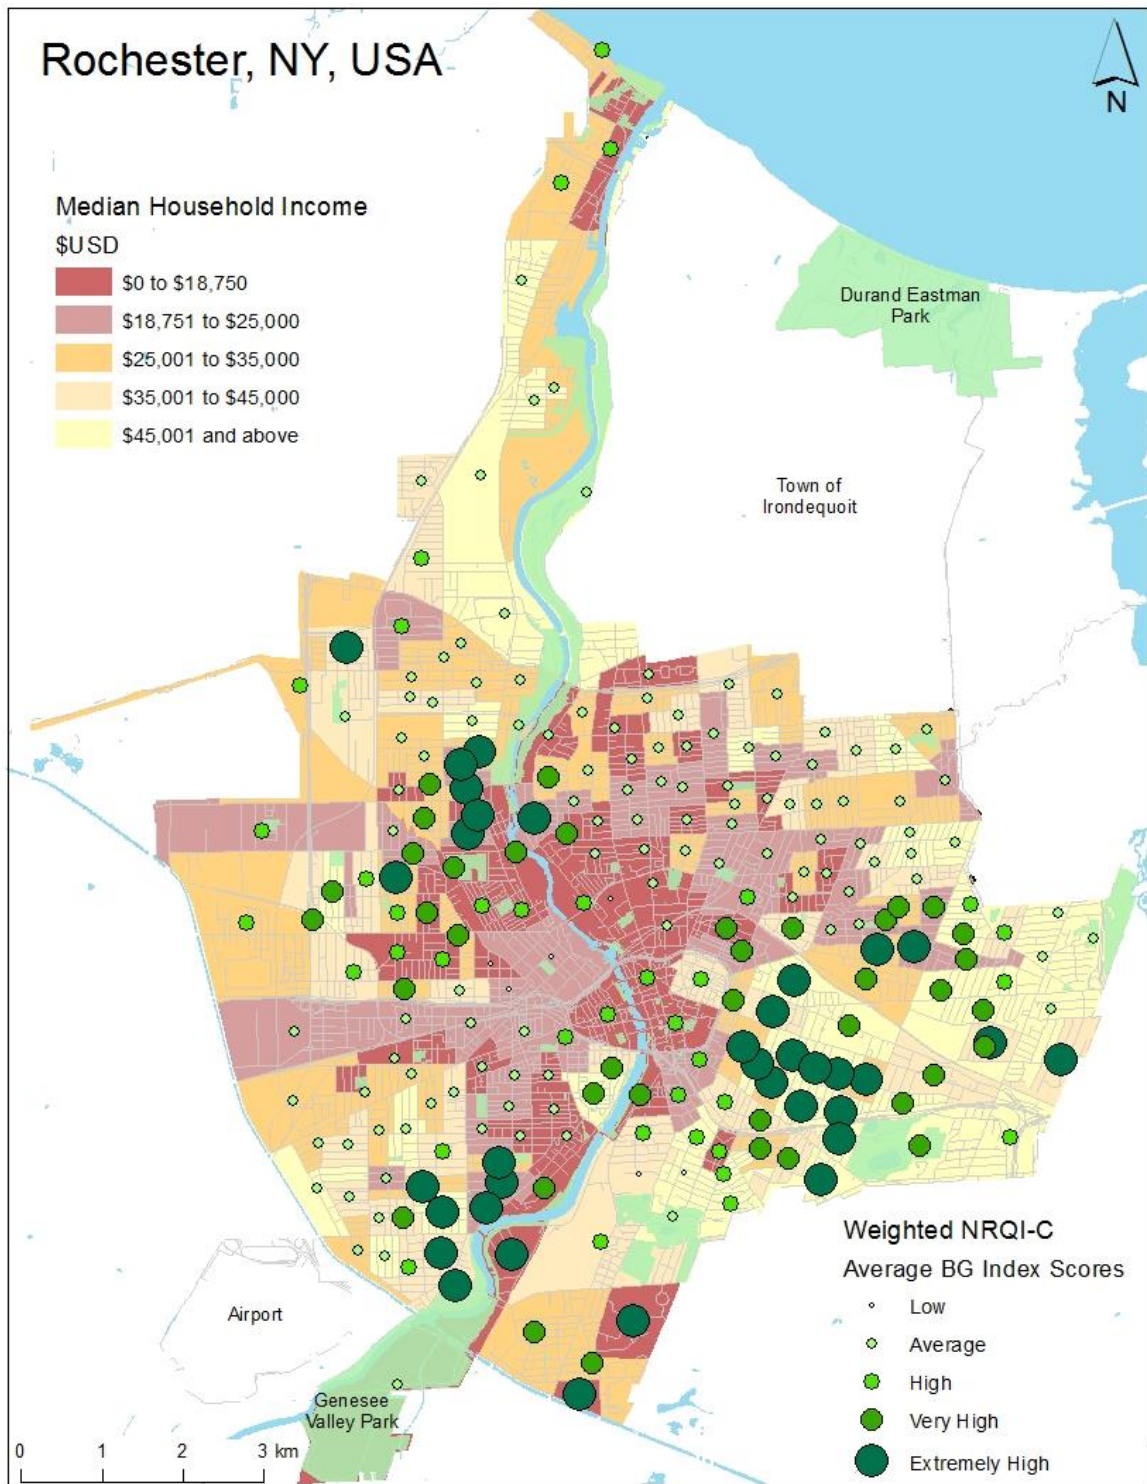 Rochester, NY, USA
N
Median Household Income
$USD
$0 to $18,750
$18,751 to $25,000
$25,001 to $35,000
$35,001 to $45,000
$45,001 and above
Durand Eastman
Park
Town of
Irondequoit
Airport
Genesee
Valley Park
0 1 2 3 km
Weighted NRQI-C
Average BG Index Scores
Low
Average
High
Very High
Extremely High